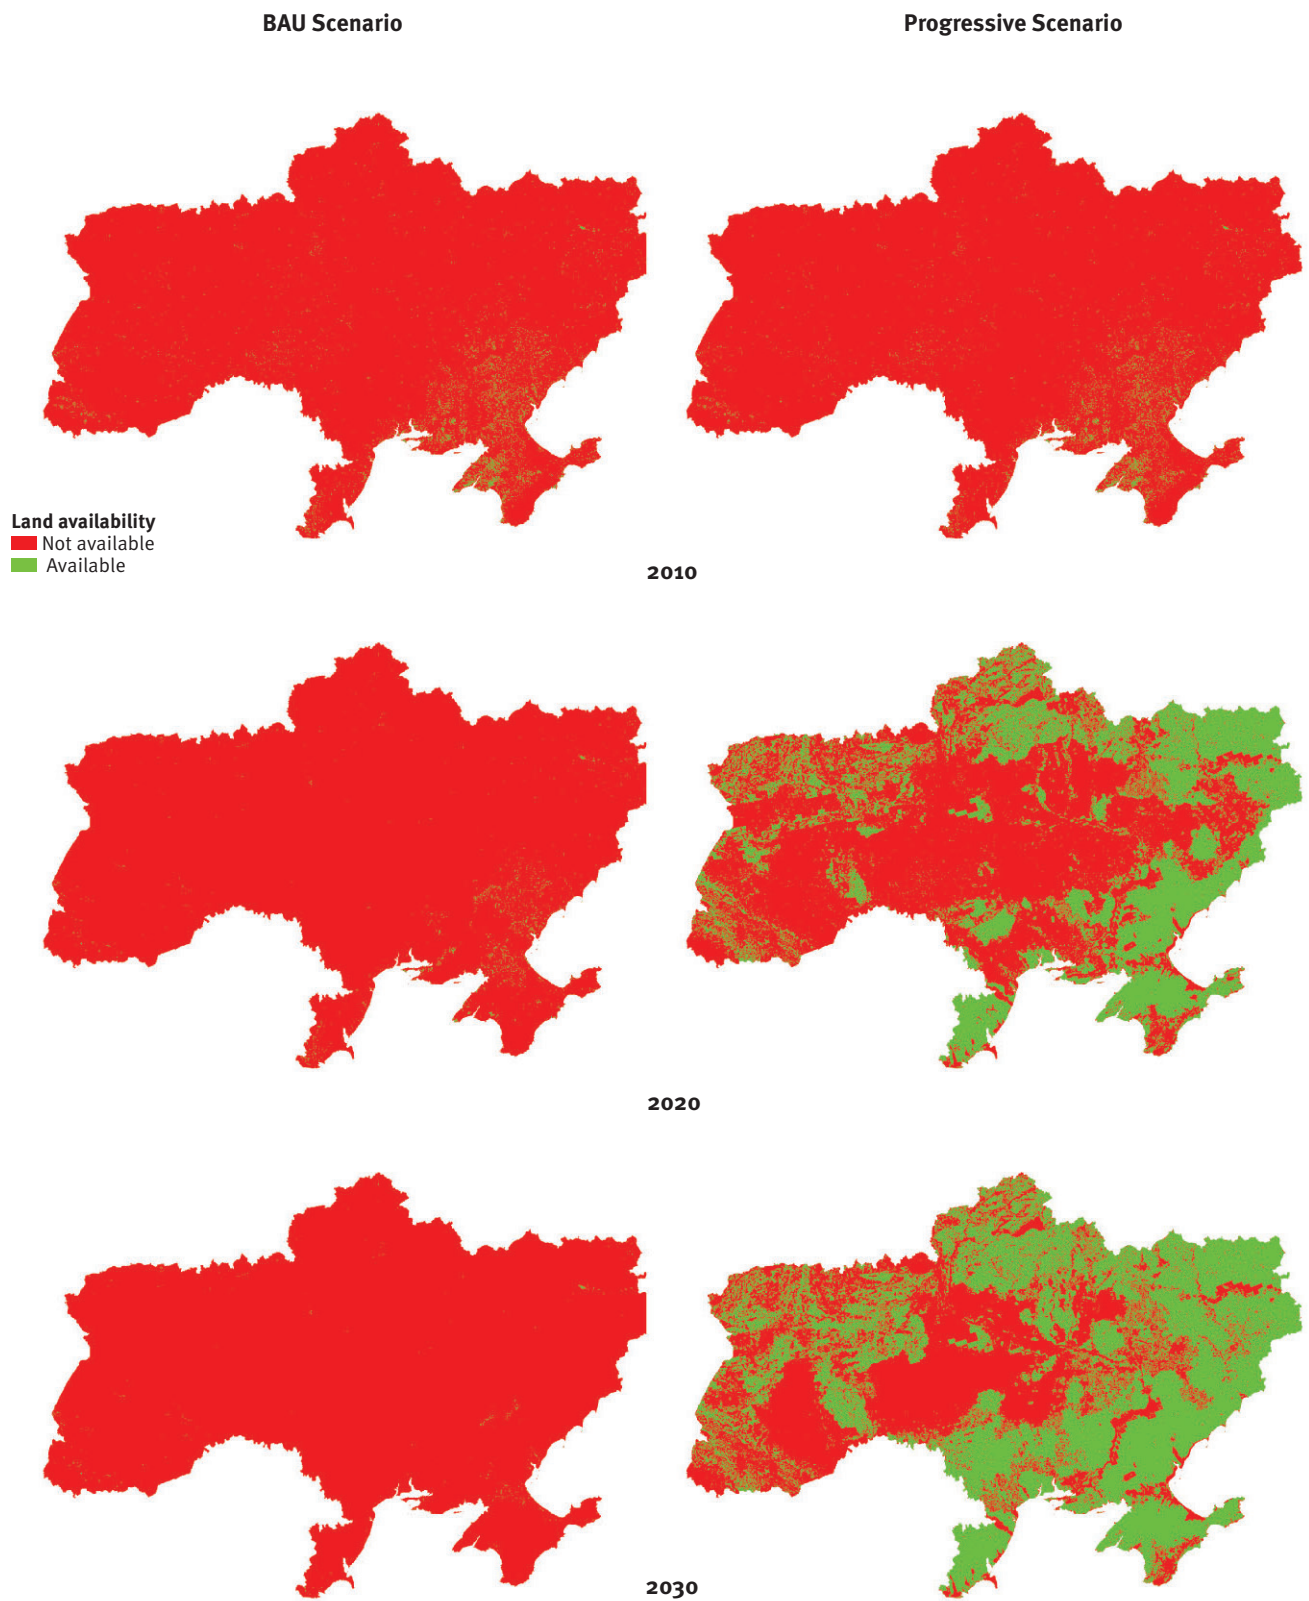 BAU Scenario
Progressive Scenario
Land availability
Not available
Available
2010
2020
2030